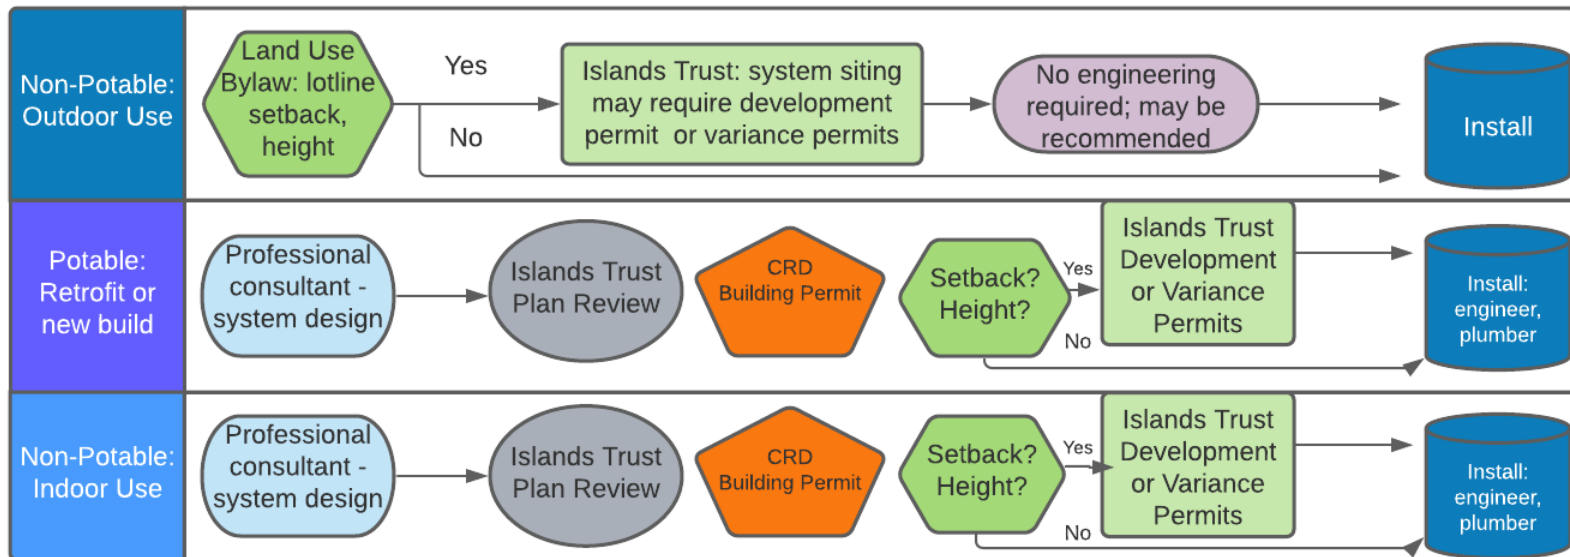 Non-Potable:
Outdoor Use
Land Use
Bylaw: lotline
setback,
height
Yes
No
Islands Trust: system siting
may require development
permit or variance permits
No engineering
required; may be
recommended
Install
Potable:
Retrofit or
new build
Professional
consultant -
system design
Islands Trust
Plan Review
CRD
Building Permit
Setback?
Height?
Yes
No
Islands Trust
Development
or Variance
Permits
Install:
engineer,
plumber
Non-Potable:
Indoor Use
Professional
consultant -
system design
Islands Trust
Plan Review
CRD
Building Permit
Setback?
Height?
Yes
No
Islands Trust
Development
or Variance
Permits
Install:
engineer,
plumber